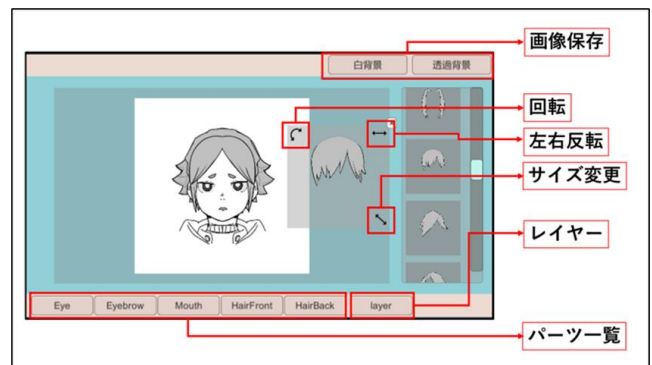 画像保存
白背景
透過背景
回転
左右反転
サイズ変更
レイヤー
Eye
Eyebrow
Mouth
HairFront
HairBack
layer
パーツ一覧